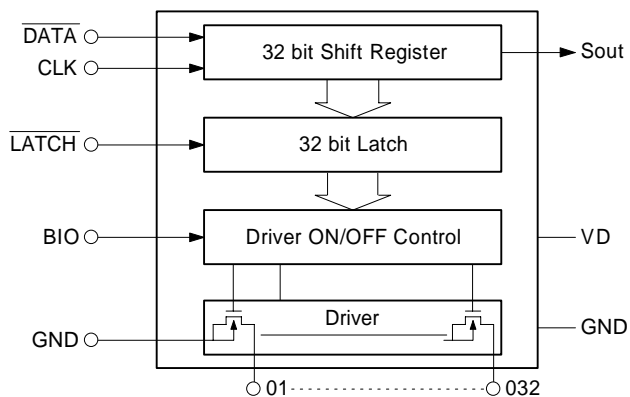 DATA
CLK
32 bit Shift Register
Sout
LATCH
32 bit Latch
BIO
Driver ON/OFF Control
VD
Driver
GND
GND
01
032